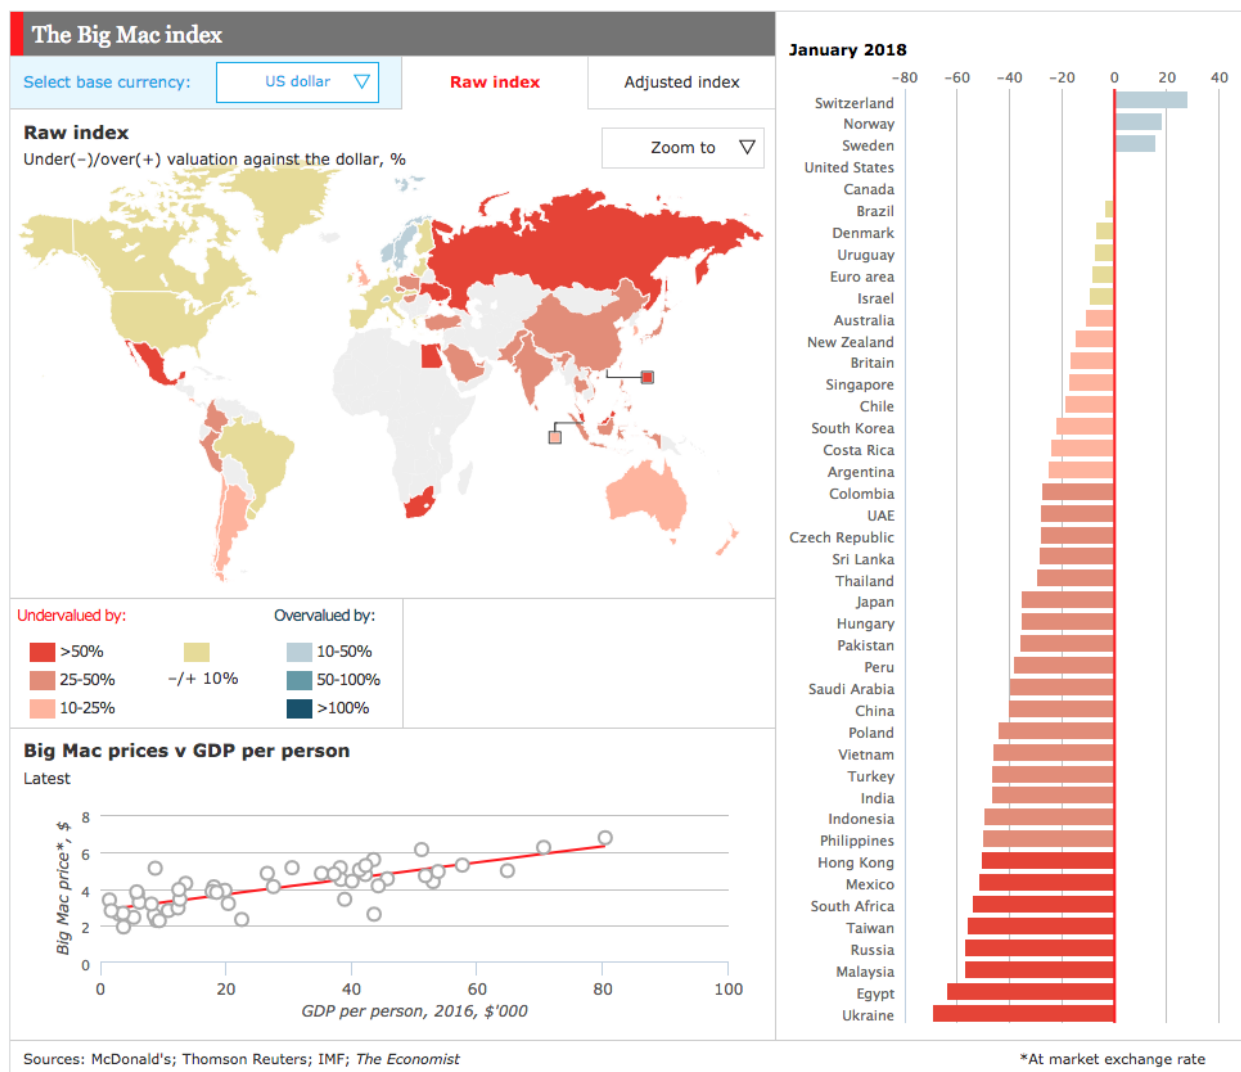 The Big Mac index
Select base currency:
US dollar
Raw index
Adjusted index
Raw index
Under(–)/over(+) valuation against the dollar, %
Zoom to
Undervalued by:
>50%
25-50%
10-25%
–/+ 10%
Overvalued by:
10-50%
50-100%
>100%
Big Mac prices v GDP per person
Latest
Big Mac price*, $
8
6
4
2
0
0 20 40 60 80 100
GDP per person, 2016, $'000
January 2018
-80 -60 -40 -20 0 20 40
Switzerland
Norway
Sweden
United States
Canada
Brazil
Denmark
Uruguay
Euro area
Israel
Australia
New Zealand
Britain
Singapore
Chile
South Korea
Costa Rica
Argentina
Colombia
UAE
Czech Republic
Sri Lanka
Thailand
Japan
Hungary
Pakistan
Peru
Saudi Arabia
China
Poland
Vietnam
Turkey
India
Indonesia
Philippines
Hong Kong
Mexico
South Africa
Taiwan
Russia
Malaysia
Egypt
Ukraine
Sources: McDonald's; Thomson Reuters; IMF; The Economist
*At market exchange rate